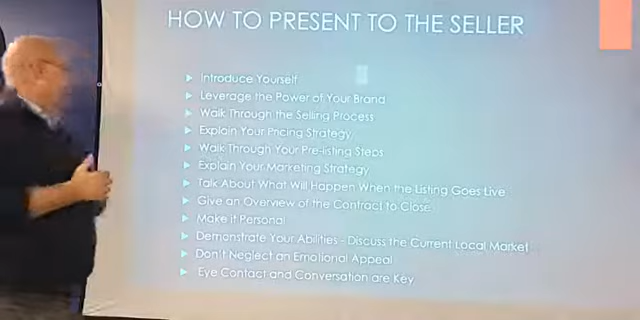 HOW TO PRESENT TO THE SELLER
Introduce Yourself
Leverage the Power of Your Brand
Walk Through the Selling Process
Explain Your Pricing Strategy
Walk Through Your Pre-listing Steps
Explain Your Marketing Strategy
Talk About What Will Happen When the Listing Goes Live
Give an Overview of the Contract to Close
Make it Personal
Demonstrate Your Abilities - Discuss the Current Local Market
Don't Neglect an Emotional Appeal
Eye Contact and Conversation are Key